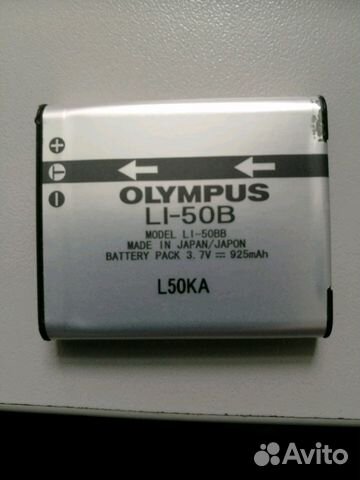 OLYMPUS
LI-50B
MODEL LI-50BB
MADE IN JAPAN/JAPON
BATTERY PACK 3.7V ⎓ 925mAh
L50KA
Avito